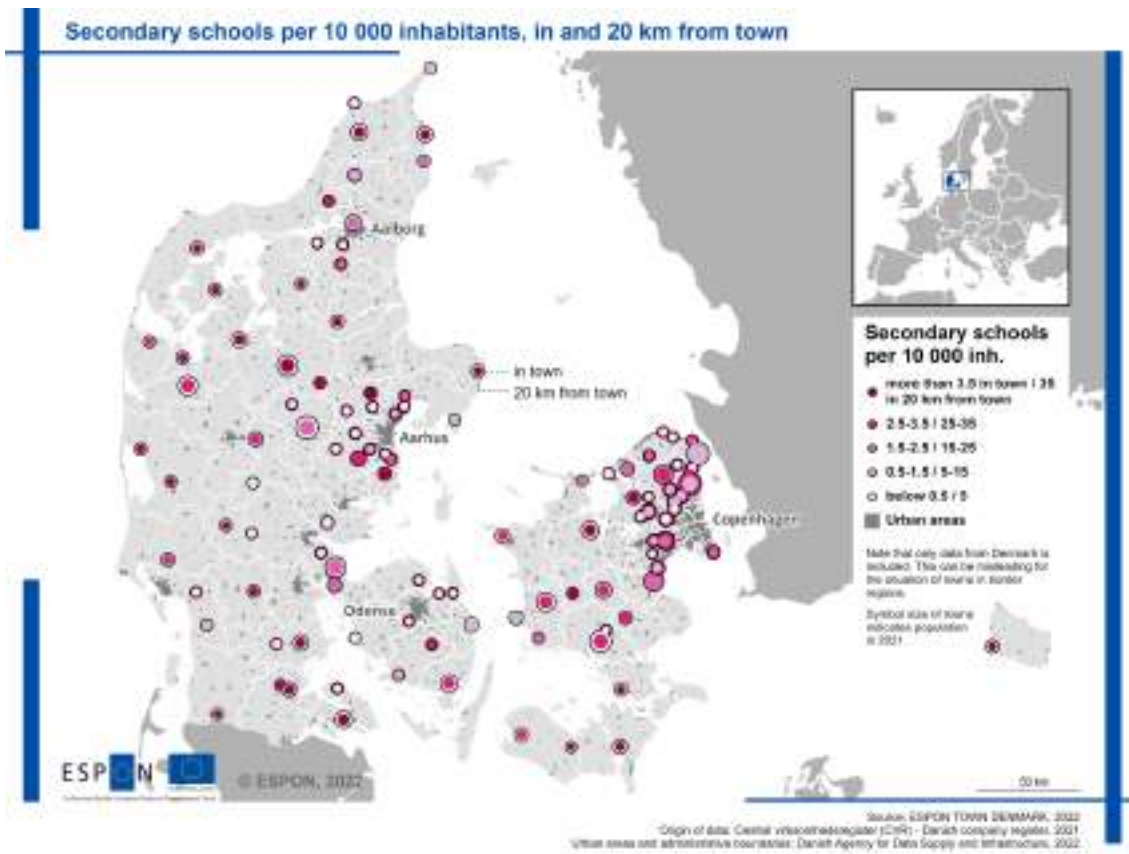 Secondary schools per 10 000 inhabitants, in and 20 km from town
Aalborg
in town
20 km from town
Aarhus
Copenhagen
Odense
Secondary schools
per 10 000 inh.
more than 3.5 in town / 35
in 20 km from town
2.5-3.5 / 25-35
1.5-2.5 / 15-25
0.5-1.5 / 5-15
below 0.5 / 5
Urban areas
Note that only data from Denmark is
included. This can be misleading for
the situation of towns in border
regions.
Symbol size of towns
indicates population
in 2021
ESPON
© ESPON, 2022
50 km
Source: ESPON TOWN DENMARK, 2022
Origin of data: Central virksomhedsregister (CVR) - Danish company register, 2021
Urban areas and administrative boundaries: Danish Agency for Data Supply and Infrastructure, 2022